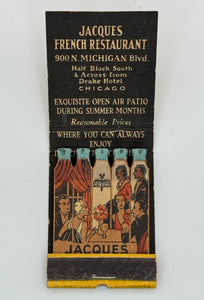 JACQUES
FRENCH RESTAURANT
900 N. MICHIGAN Blvd.
Half Block South
& Across from
Drake Hotel
CHICAGO
EXQUISITE OPEN AIR PATIO
DURING SUMMER MONTHS
Reasonable Prices
WHERE YOU CAN ALWAYS
ENJOY
JACQUES